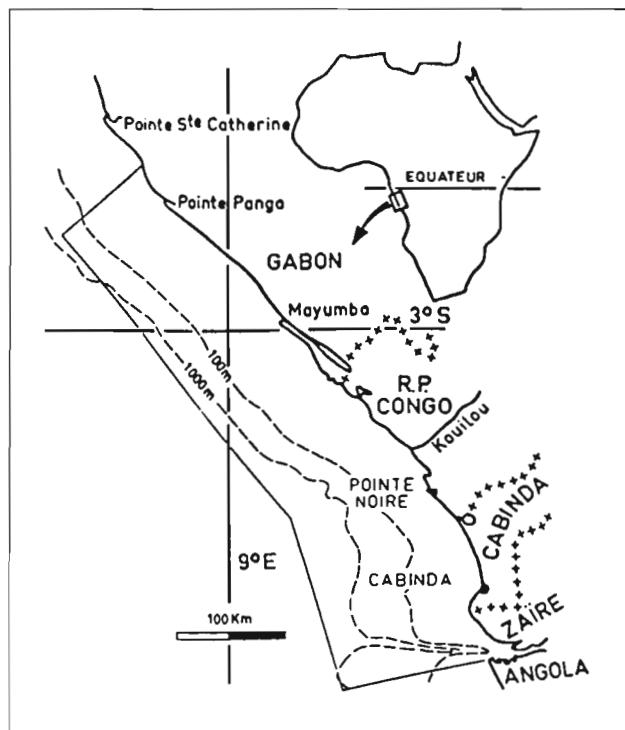 Pointe Ste Catherine
EQUATEUR
Pointe Panga
GABON
Mayumba
3º S
100m
1000m
R.P.
CONGO
Kouilou
POINTE
NOIRE
CABINDA
9º E
CABINDA
100 Km
ZAÏRE
ANGOLA